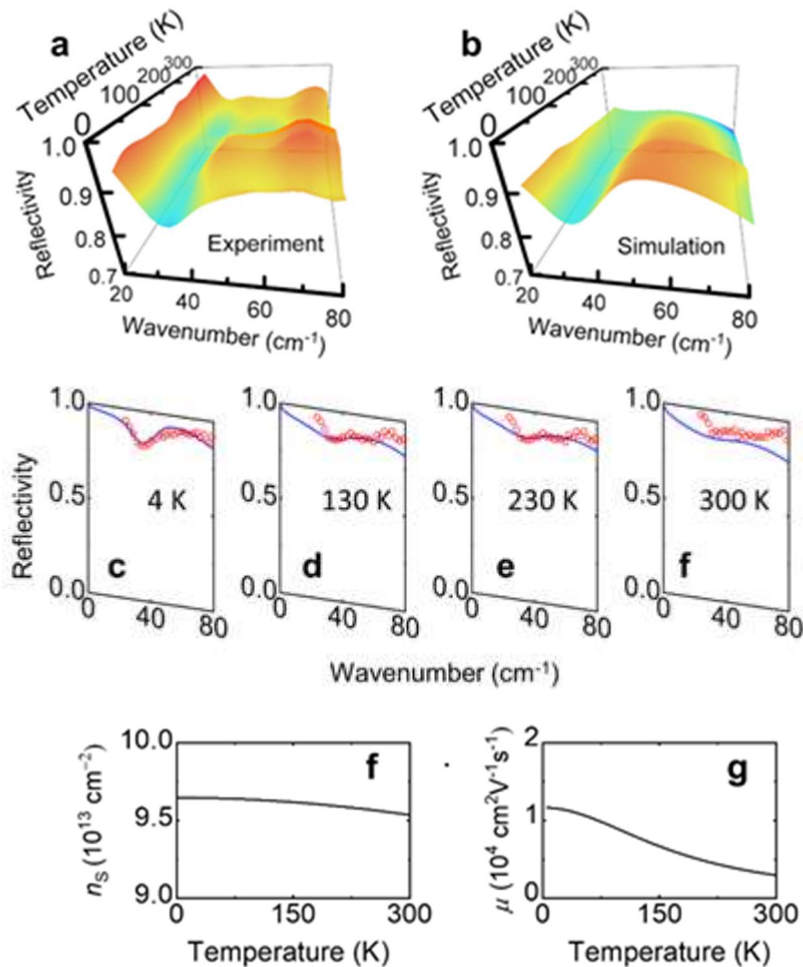 a
Temperature (K)
0 100 200 300
Reflectivity
1.0
0.9
0.8
0.7
20 40 60 80
Wavenumber (cm⁻¹)
Experiment
b
Temperature (K)
0 100 200 300
Reflectivity
1.0
0.9
0.8
0.7
20 40 60 80
Wavenumber (cm⁻¹)
Simulation
Reflectivity
1.0
0.5
0.0
4 K
c
0 40 80
1.0
0.5
0.0
130 K
d
0 40 80
1.0
0.5
0.0
230 K
e
0 40 80
1.0
0.5
0.0
300 K
f
0 40 80
Wavenumber (cm⁻¹)
f
nS (10¹³ cm⁻²)
10.0
9.5
9.0
0 150 300
Temperature (K)
g
μ (10⁴ cm²V⁻¹s⁻¹)
2
1
0
0 150 300
Temperature (K)